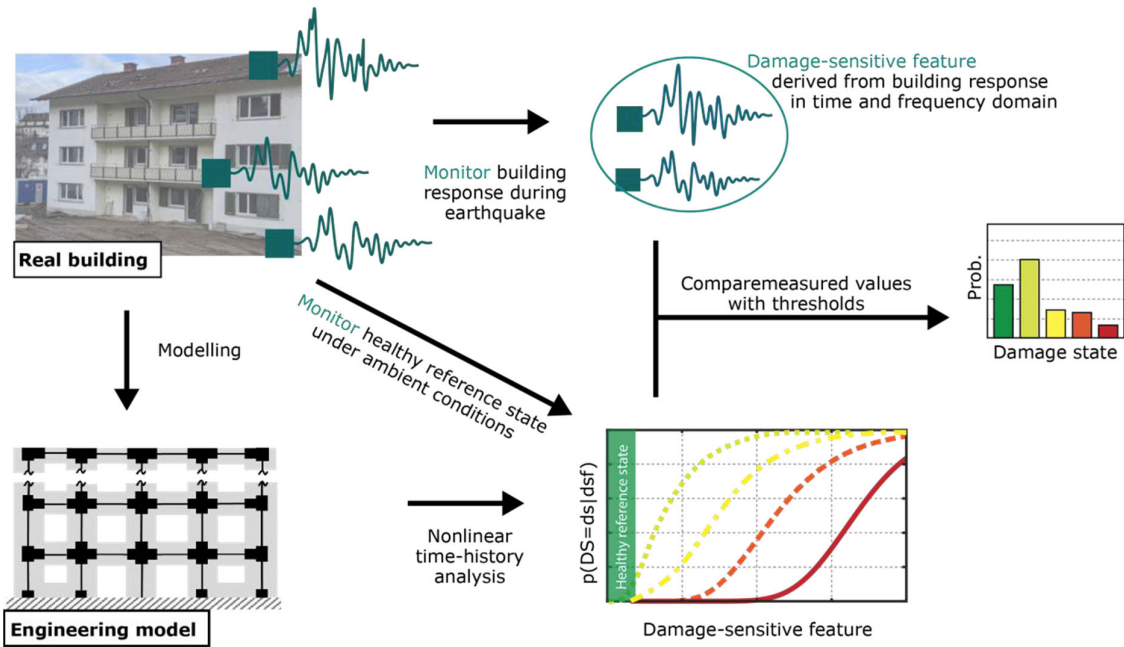 Damage-sensitive feature
derived from building response
in time and frequency domain
Monitor building
response during
earthquake
Real building
Comparemeasured values
with thresholds
Prob.
Damage state
Modelling
Monitor healthy reference state
under ambient conditions
Nonlinear
time-history
analysis
Engineering model
p(DS=ds|dsf)
Healthy reference state
Damage-sensitive feature